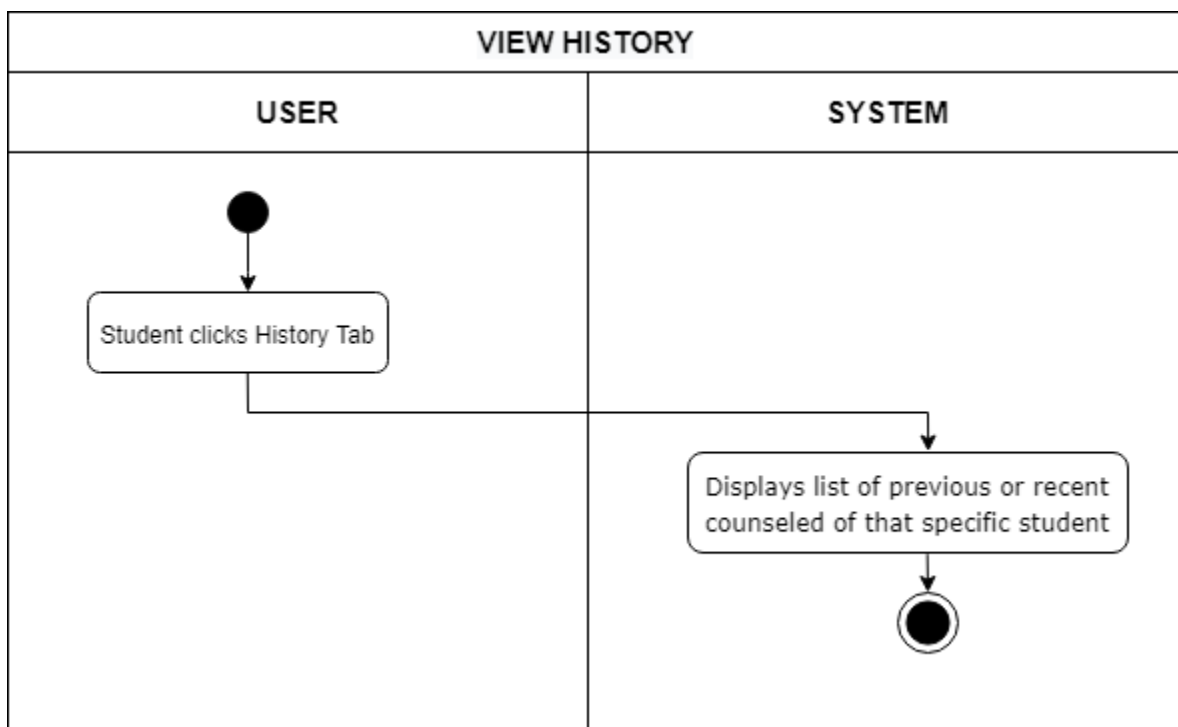 VIEW HISTORY
USER
SYSTEM
Student clicks History Tab
Displays list of previous or recent
counseled of that specific student